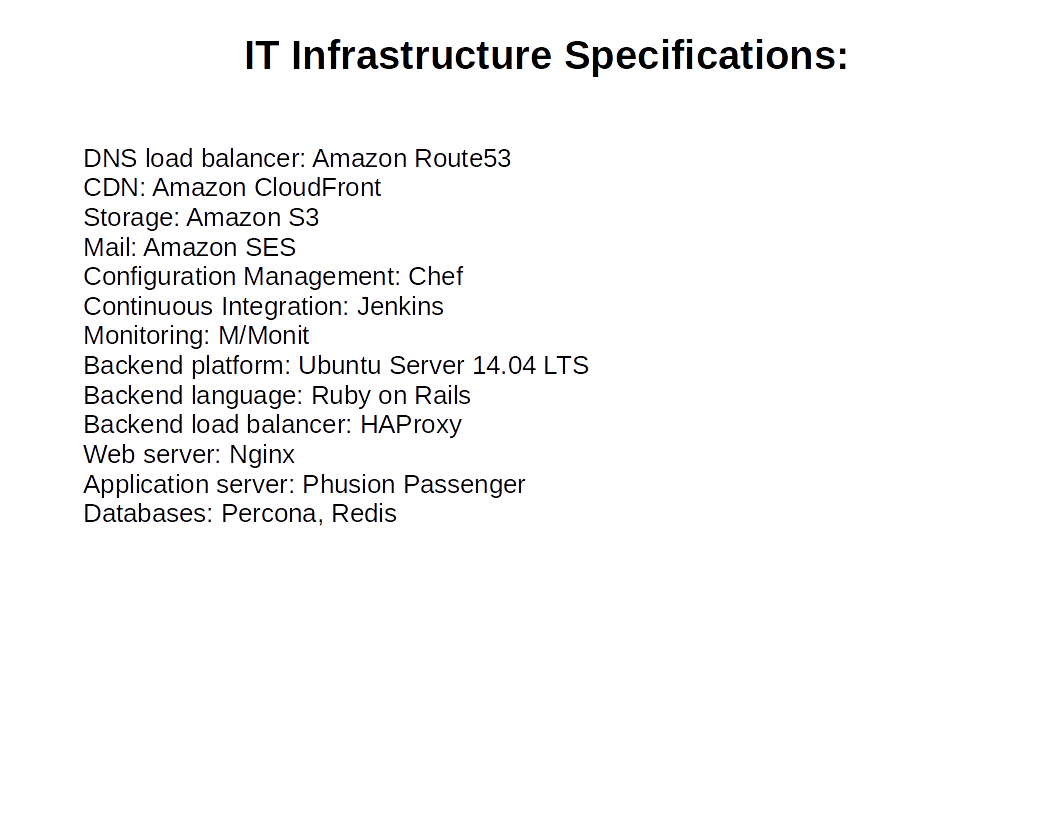 IT Infrastructure Specifications:
DNS load balancer: Amazon Route53
CDN: Amazon CloudFront
Storage: Amazon S3
Mail: Amazon SES
Configuration Management: Chef
Continuous Integration: Jenkins
Monitoring: M/Monit
Backend platform: Ubuntu Server 14.04 LTS
Backend language: Ruby on Rails
Backend load balancer: HAProxy
Web server: Nginx
Application server: Phusion Passenger
Databases: Percona, Redis